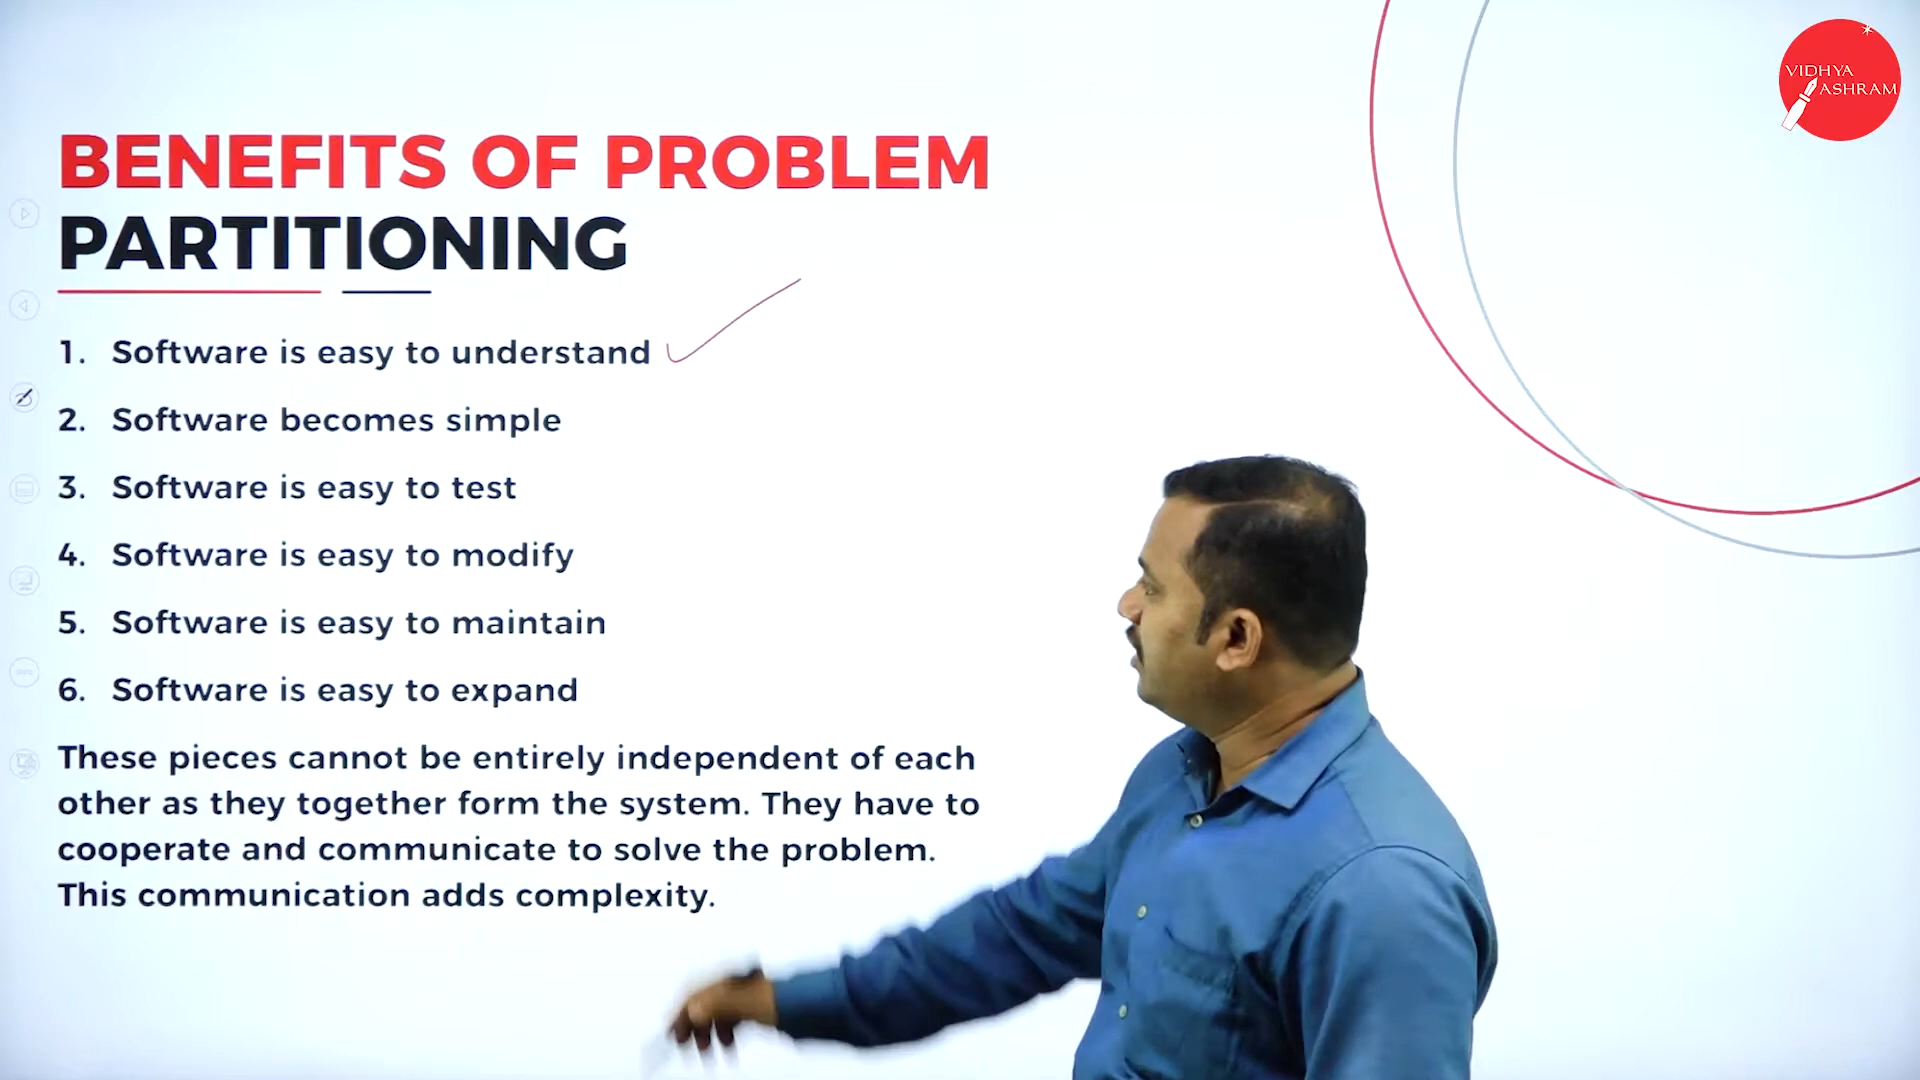 VIDHYA
ASHRAM
BENEFITS OF PROBLEM
PARTITIONING
1. Software is easy to understand
2. Software becomes simple
3. Software is easy to test
4. Software is easy to modify
5. Software is easy to maintain
6. Software is easy to expand
These pieces cannot be entirely independent of each
other as they together form the system. They have to
cooperate and communicate to solve the problem.
This communication adds complexity.